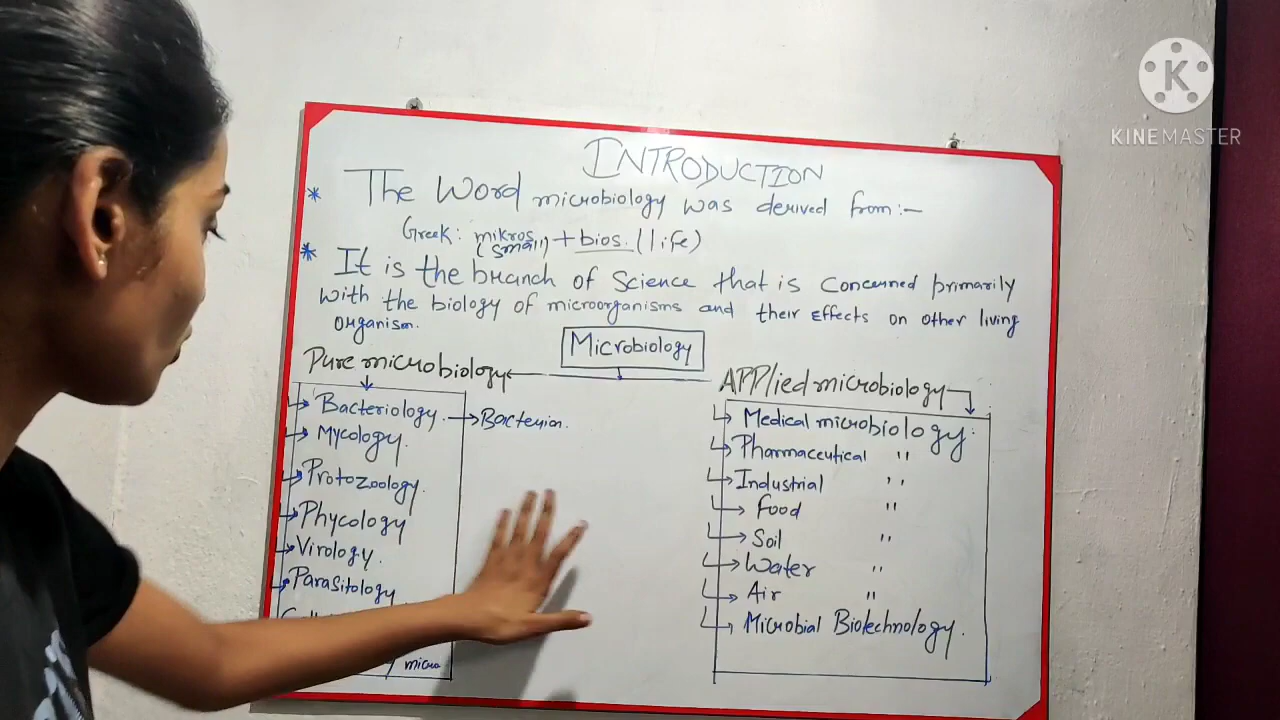 KINEMASTER
INTRODUCTION
* The Word microbiology was derived from:-
Greek: mikros + bios. (life)
(small)
* It is the branch of Science that is concerned primarily
with the biology of microorganisms and their Effects on other living
organism.
Microbiology
Pure microbiology
Bacteriology. → Bacterion.
Mycology.
Protozoology.
Phycology
Virology.
Parasitology
micro
APPlied microbiology
Medical microbiology.
Pharmaceutical "
Industrial "
Food "
Soil "
Water "
Air "
Microbial Biotechnology.